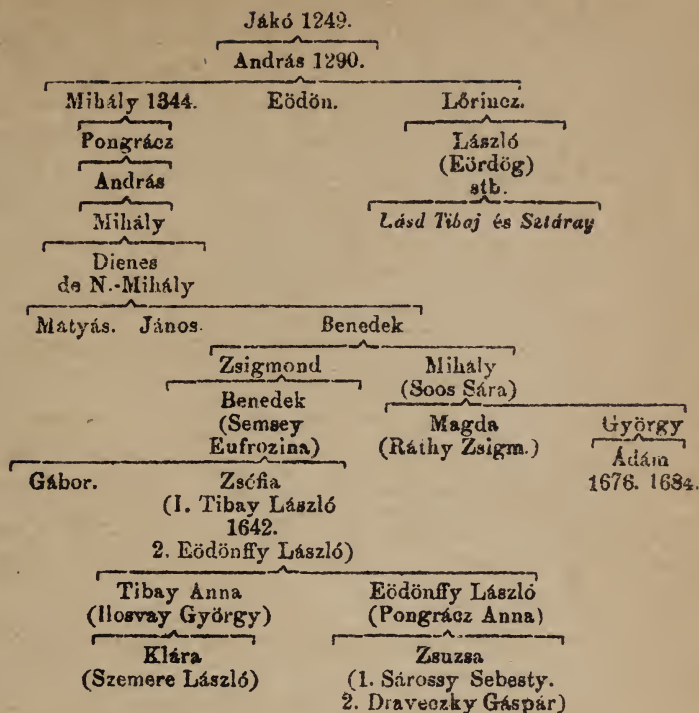 Jákó 1249.
András 1290.
Mihály 1344. Eödön. Lőrincz.
Pongrácz László
(Eördög)
András stb.
Mihály Lásd Tibaj és Sztáray
Dienes
de N.-Mihály
Mátyás. János. Benedek
Zsigmond Mihály
(Soos Sára)
Benedek Magda György
(Semsey (Ráthy Zsigm.) Ádám
Eufrozina) 1676. 1684.
Gábor. Zsófia
(I. Tibay László
1642.
2. Eödönffy László)
Tibay Anna Eödönffy László
(Ilosvay György) (Pongrácz Anna)
Klára Zsuzsa
(Szemere László) (1. Sárossy Sebesty.
2. Draveczky Gáspár)